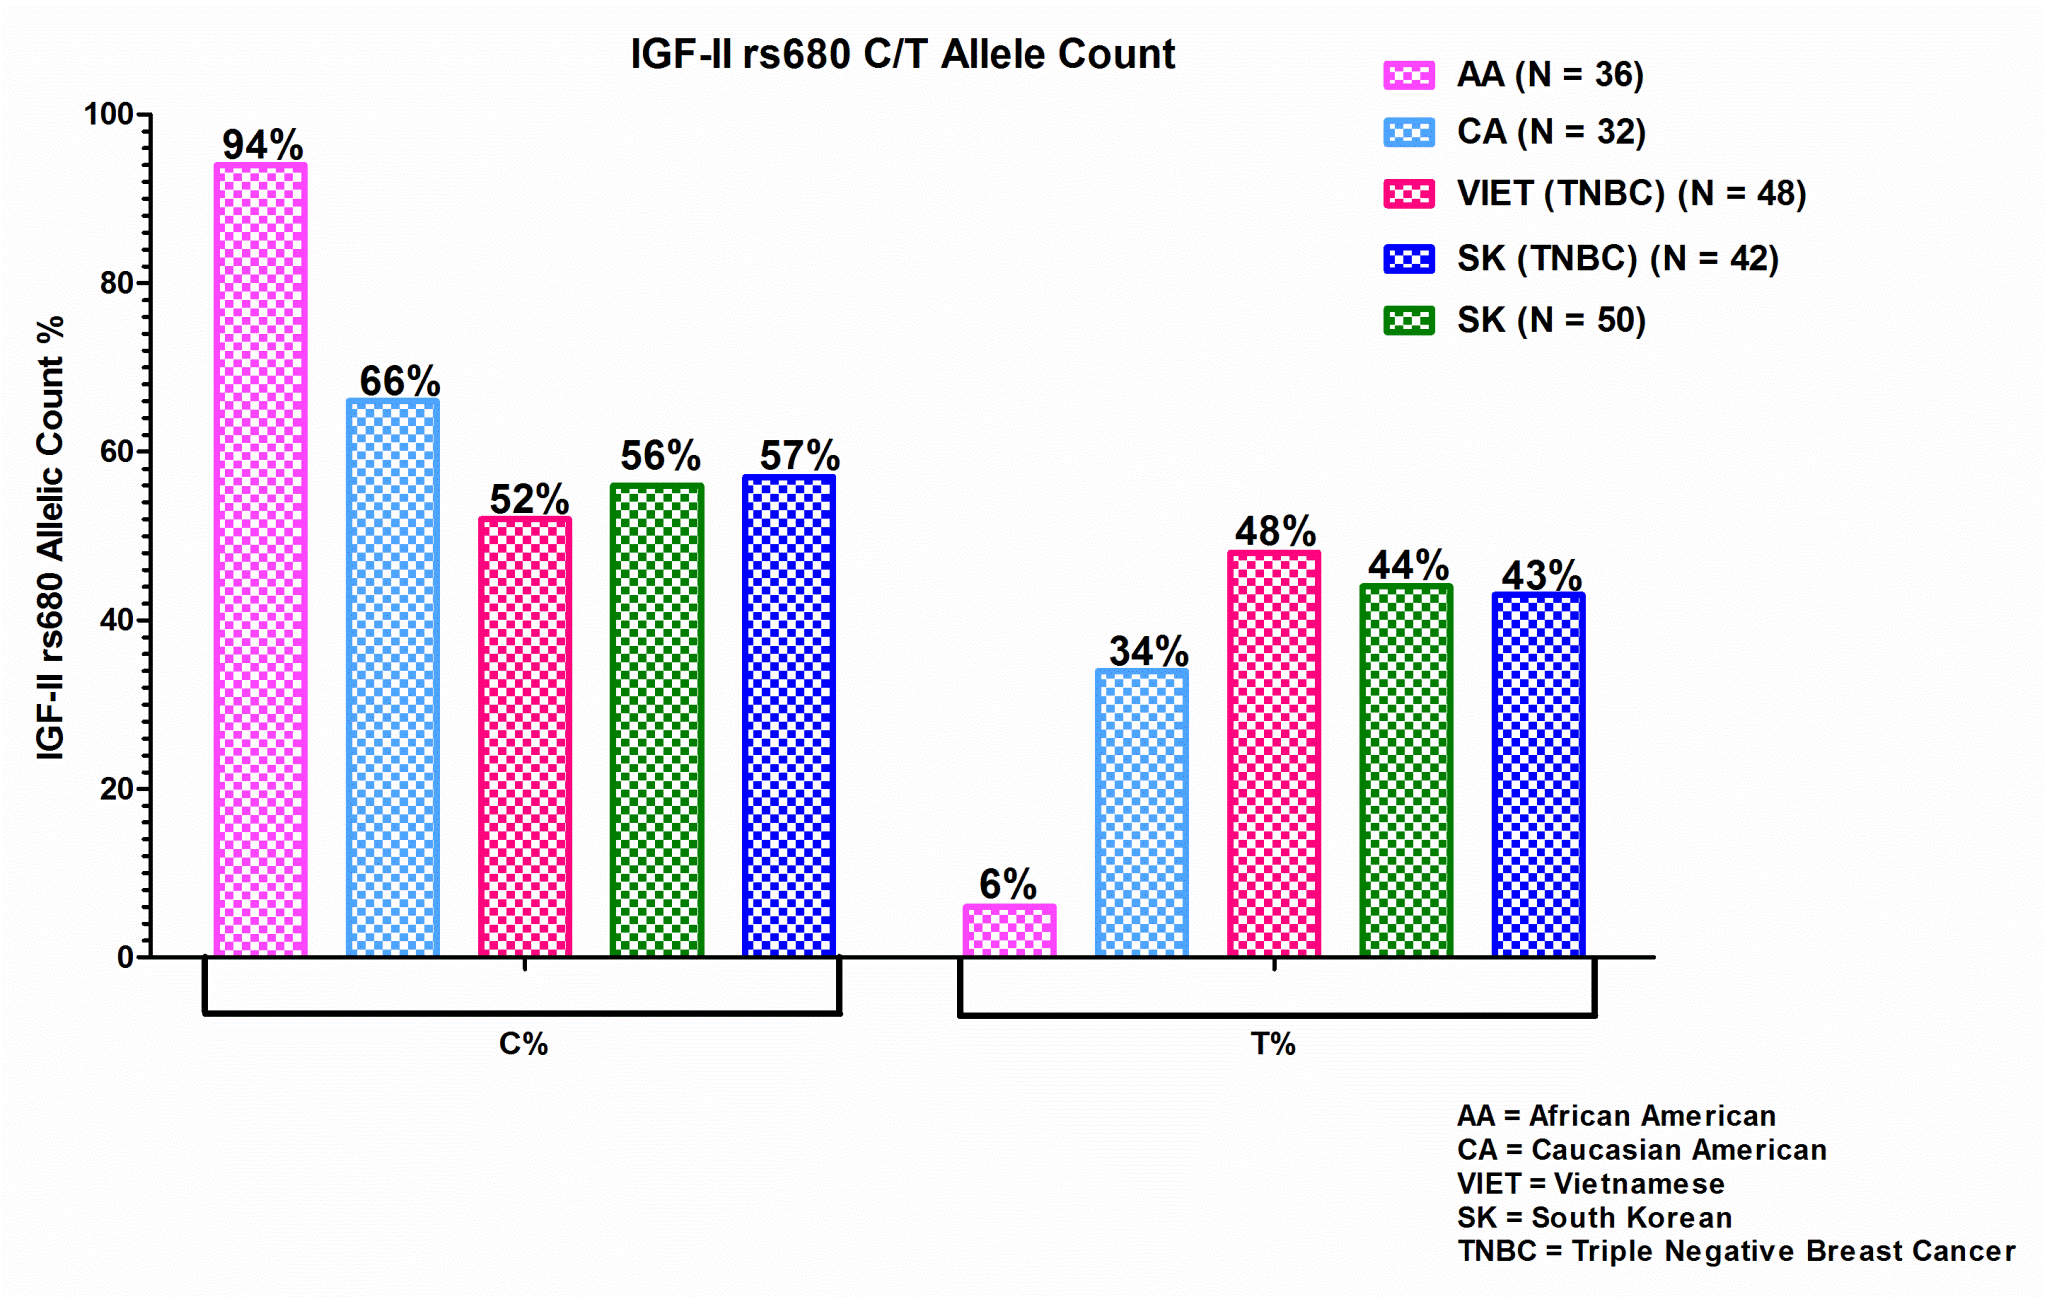 IGF-II rs680 C/T Allele Count
AA (N = 36)
CA (N = 32)
VIET (TNBC) (N = 48)
SK (TNBC) (N = 42)
SK (N = 50)
IGF-II rs680 Allelic Count %
100
80
60
40
20
0
94%
66%
52%
56%
57%
6%
34%
48%
44%
43%
C%
T%
AA = African American
CA = Caucasian American
VIET = Vietnamese
SK = South Korean
TNBC = Triple Negative Breast Cancer